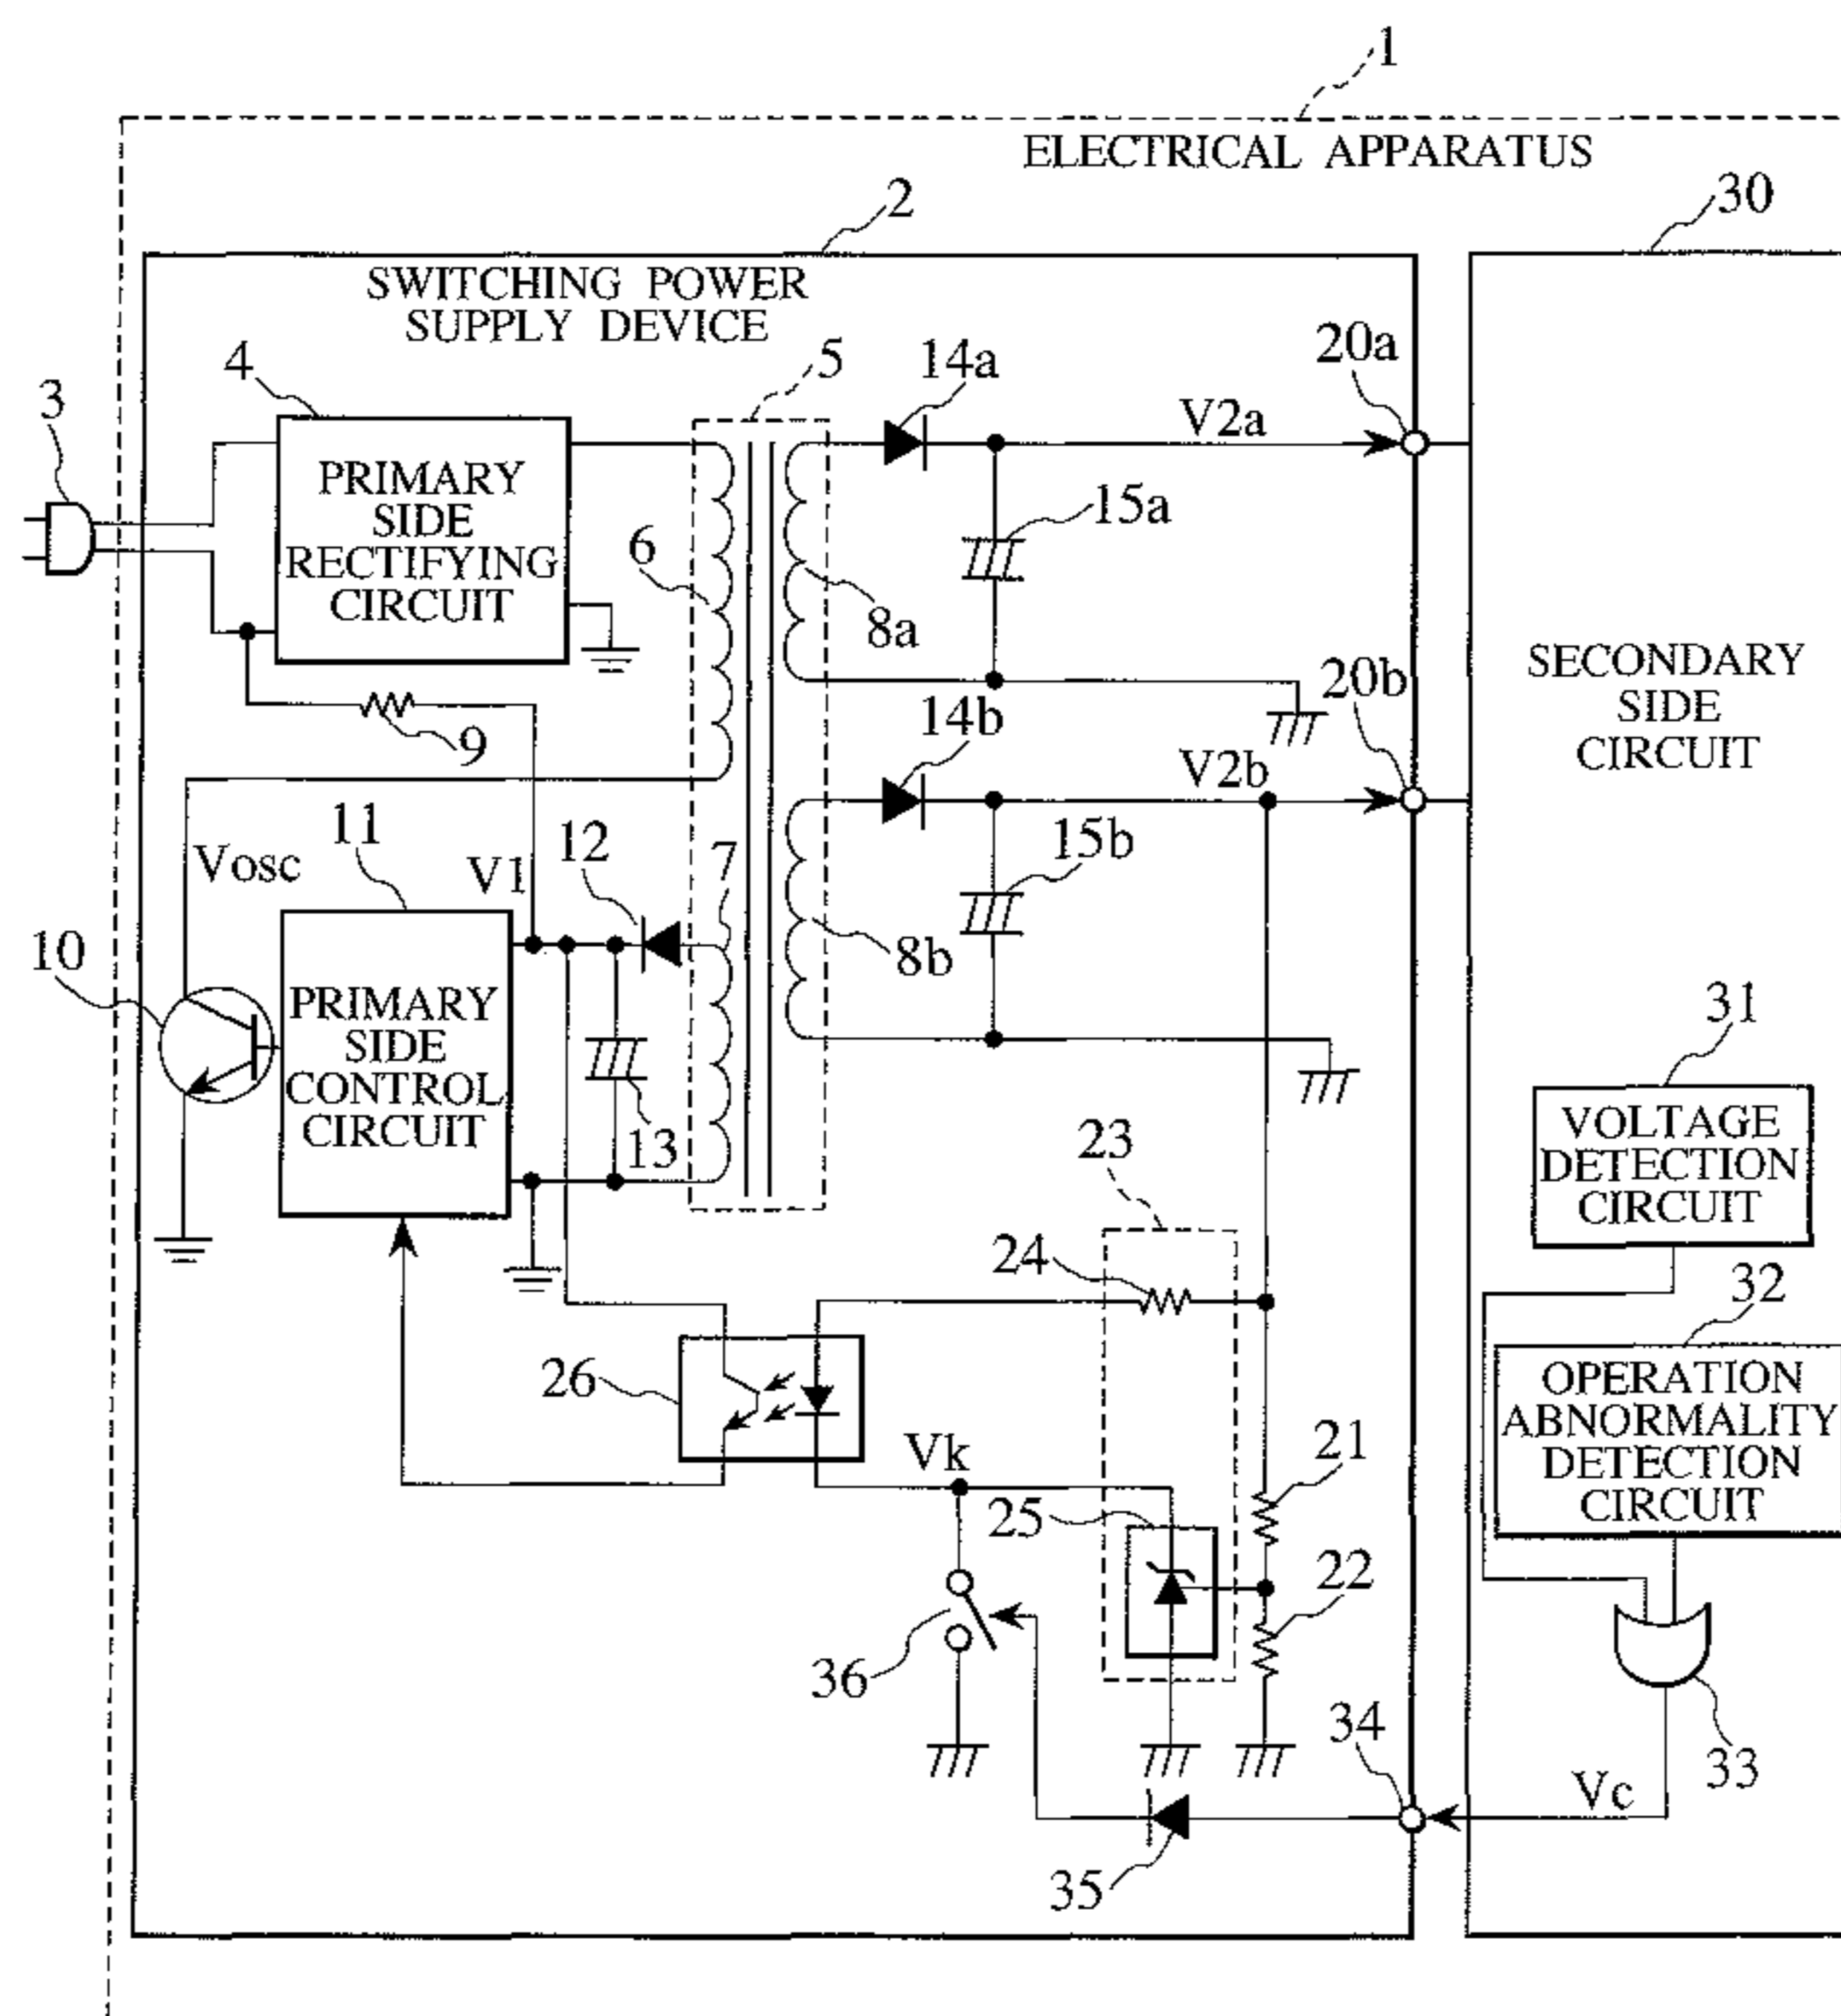 1
ELECTRICAL APPARATUS
2
30
SWITCHING POWER
SUPPLY DEVICE
3
4
5
14a
20a
V2a
PRIMARY
SIDE
RECTIFYING
CIRCUIT
6
15a
8a
20b
SECONDARY
SIDE
CIRCUIT
9
14b
V2b
11
Vosc
V1
12
7
15b
10
8b
PRIMARY
SIDE
CONTROL
CIRCUIT
13
31
VOLTAGE
DETECTION
CIRCUIT
23
24
32
26
OPERATION
ABNORMALITY
DETECTION
CIRCUIT
Vk
21
25
22
36
34
33
Vc
35